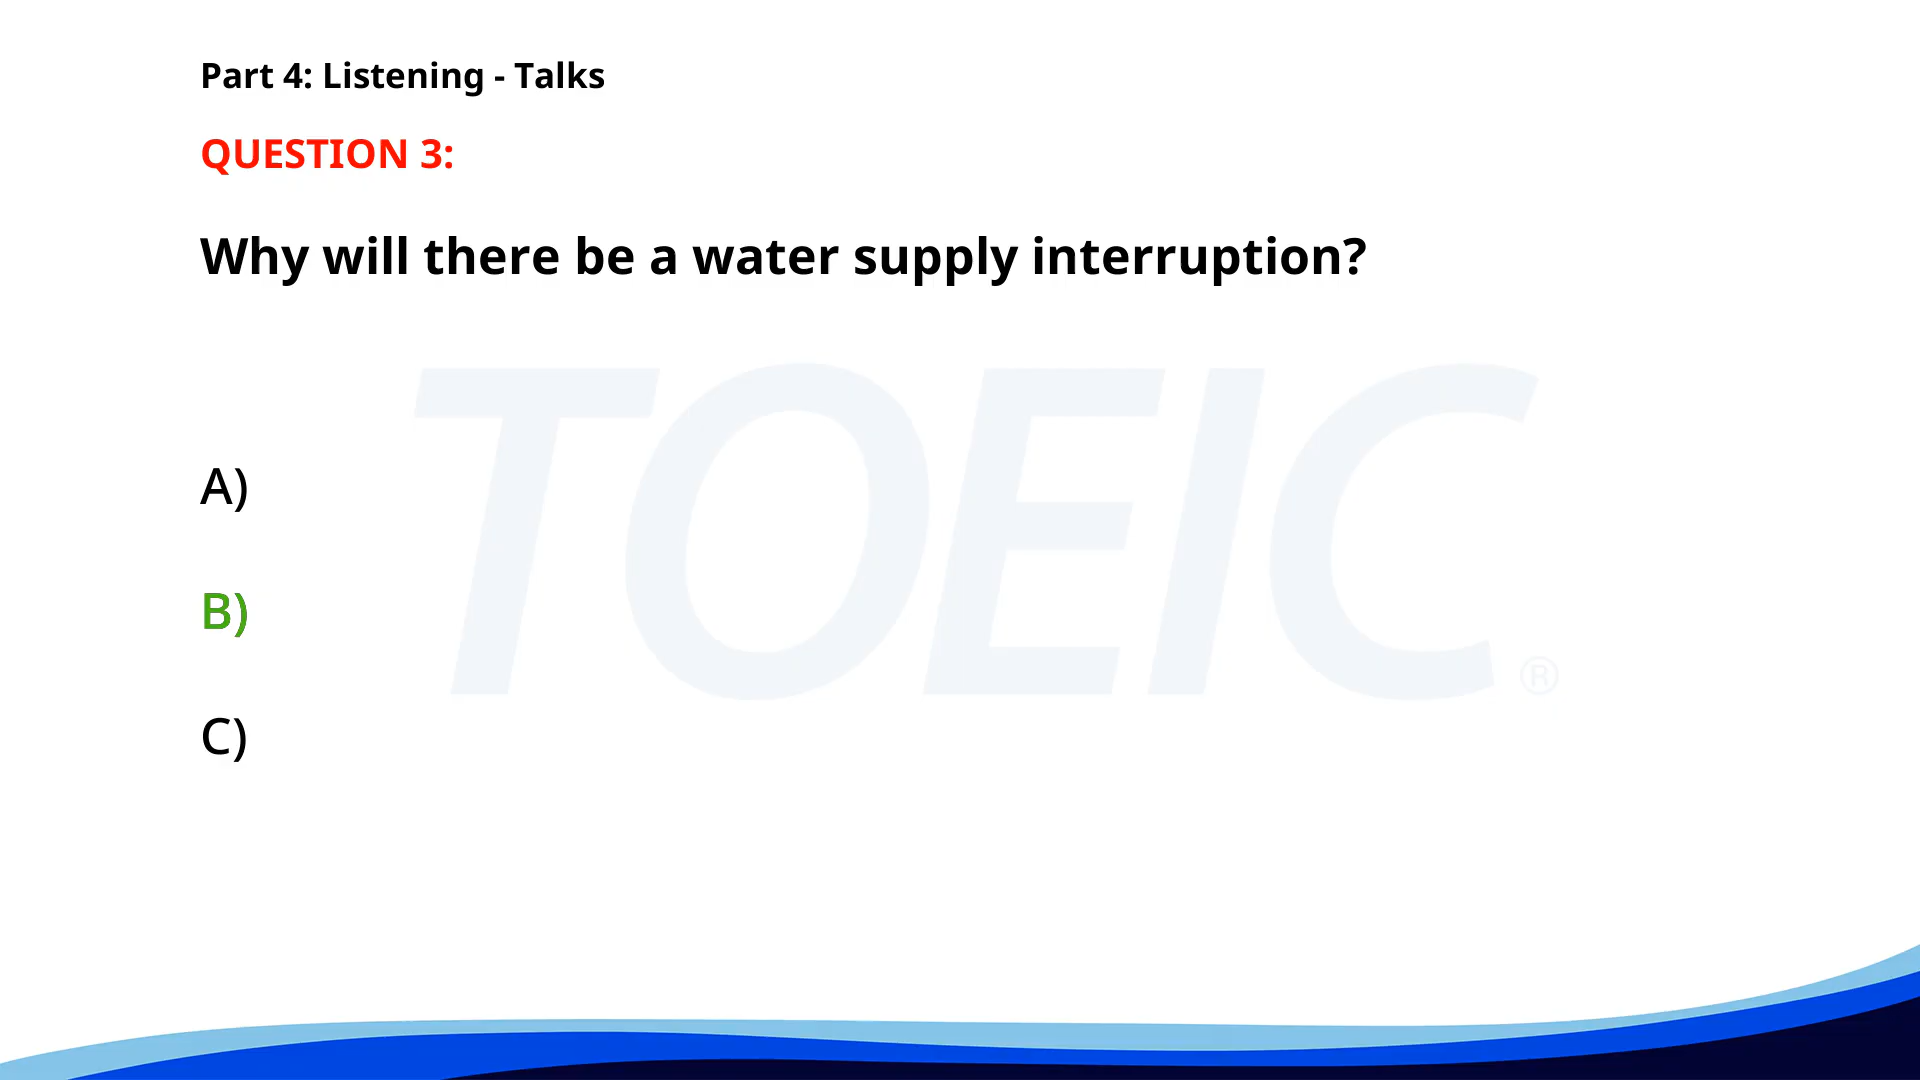 Part 4: Listening - Talks
QUESTION 3:
Why will there be a water supply interruption?
TOEIC®
A)
B)
C)